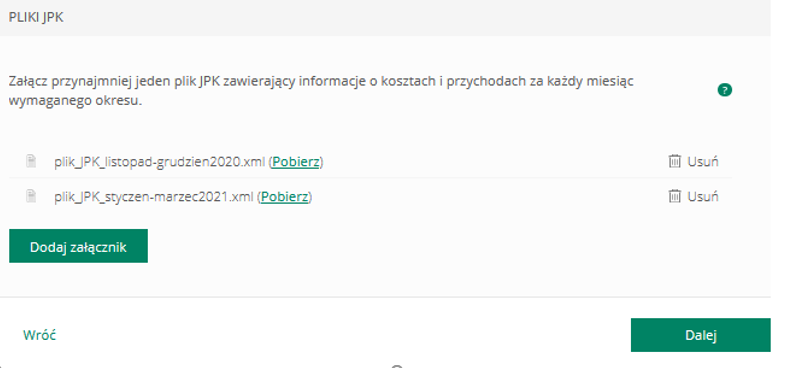 PLIKI JPK
Załącz przynajmniej jeden plik JPK zawierający informacje o kosztach i przychodach za każdy miesiąc
wymaganego okresu.
?
plik_JPK_listopad-grudzien2020.xml (Pobierz) Usuń
plik_JPK_styczen-marzec2021.xml (Pobierz) Usuń
Dodaj załącznik
Wróć Dalej